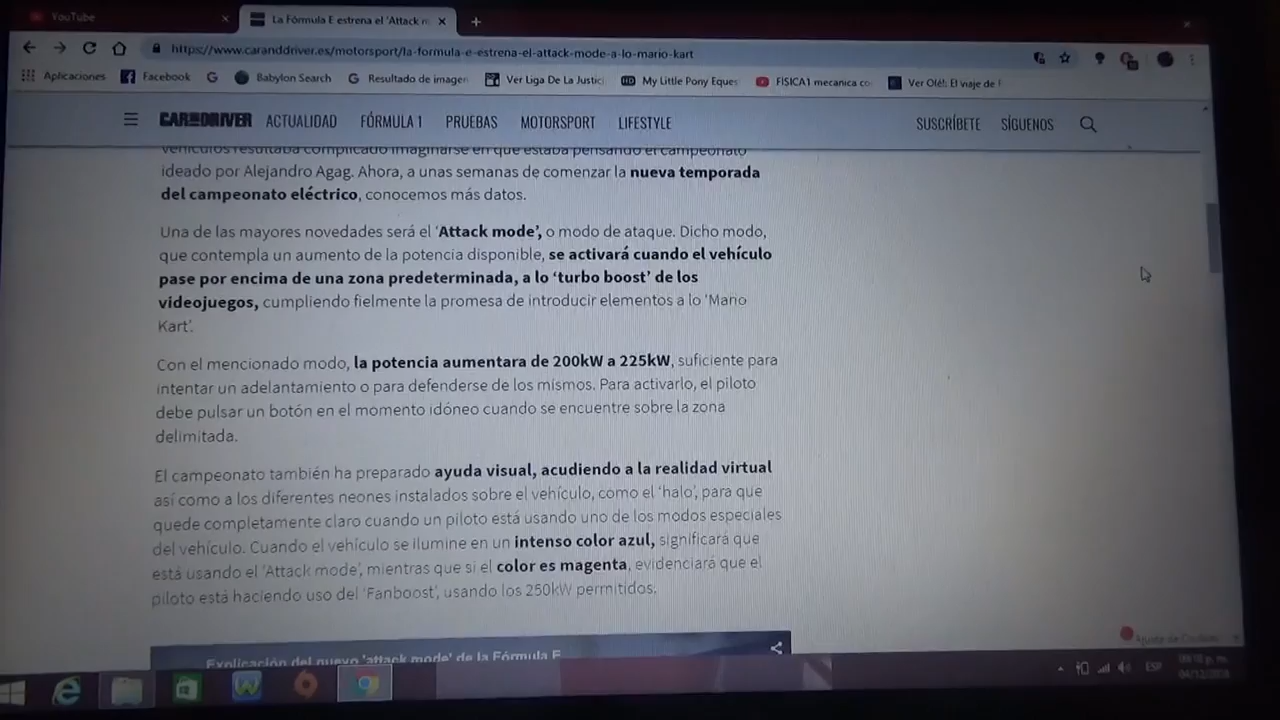 YouTube
La Fórmula E estrena el 'Attack m
https://www.caranddriver.es/motorsport/la-formula-e-estrena-el-attack-mode-a-lo-mario-kart
Aplicaciones Facebook Babylon Search Resultado de imagen Ver Liga De La Justici My Little Pony Eques FISICA1 mecanica co Ver Olé!: El viaje de F
CAR AND DRIVER ACTUALIDAD FÓRMULA 1 PRUEBAS MOTORSPORT LIFESTYLE SUSCRÍBETE SÍGUENOS
vehículos resultaba complicado imaginarse en qué estaba pensando el campeonato
ideado por Alejandro Agag. Ahora, a unas semanas de comenzar la nueva temporada
del campeonato eléctrico, conocemos más datos.
Una de las mayores novedades será el 'Attack mode', o modo de ataque. Dicho modo,
que contempla un aumento de la potencia disponible, se activará cuando el vehículo
pase por encima de una zona predeterminada, a lo 'turbo boost' de los
videojuegos, cumpliendo fielmente la promesa de introducir elementos a lo 'Mario
Kart'.
Con el mencionado modo, la potencia aumentara de 200kW a 225kW, suficiente para
intentar un adelantamiento o para defenderse de los mismos. Para activarlo, el piloto
debe pulsar un botón en el momento idóneo cuando se encuentre sobre la zona
delimitada.
El campeonato también ha preparado ayuda visual, acudiendo a la realidad virtual
así como a los diferentes neones instalados sobre el vehículo, como el 'halo', para que
quede completamente claro cuando un piloto está usando uno de los modos especiales
del vehículo. Cuando el vehículo se ilumine en un intenso color azul, significará que
está usando el 'Attack mode', mientras que si el color es magenta, evidenciará que el
piloto está haciendo uso del 'Fanboost', usando los 250kW permitidos.
Explicación del nuevo 'attack mode' de la Fórmula E
Ajuste de
ESP